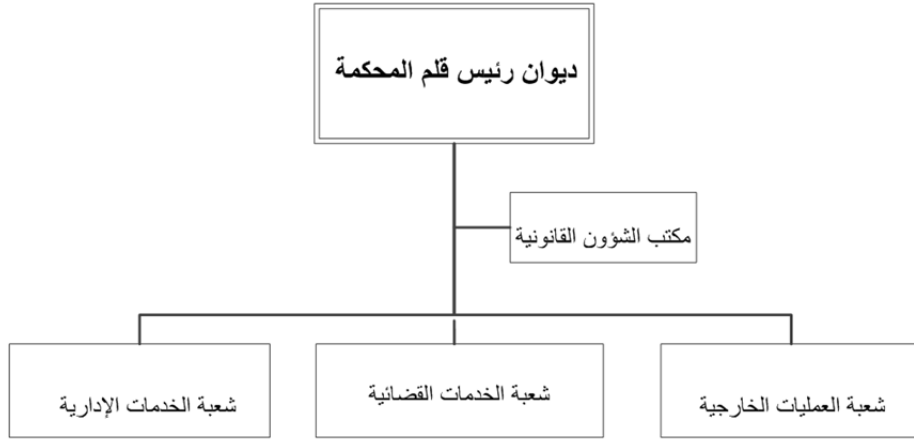 ديوان رئيس قلم المحكمة
مكتب الشؤون القانونية
شعبة العمليات الخارجية
شعبة الخدمات القضائية
شعبة الخدمات الإدارية